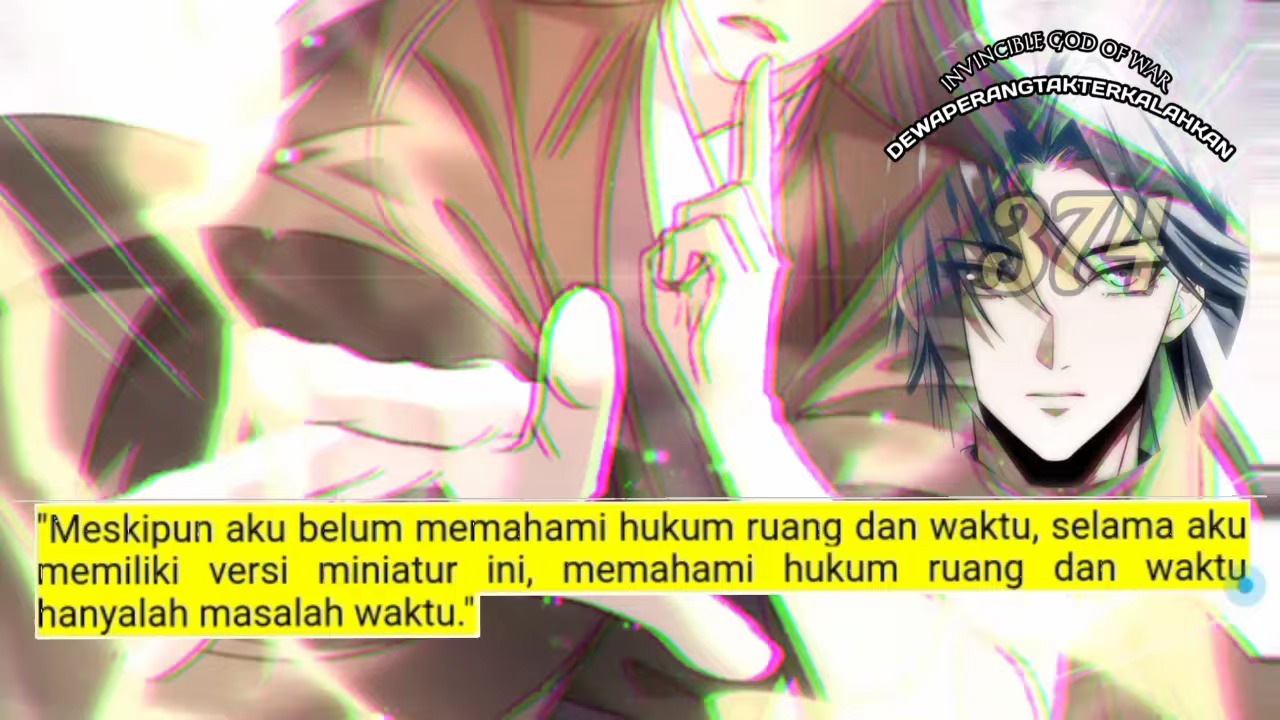 INVINCIBLE GOD OF WAR
DEWAPERANGTAKTERKALAHKAN
374
"Meskipun aku belum memahami hukum ruang dan waktu, selama aku
memiliki versi miniatur ini, memahami hukum ruang dan waktu
hanyalah masalah waktu."